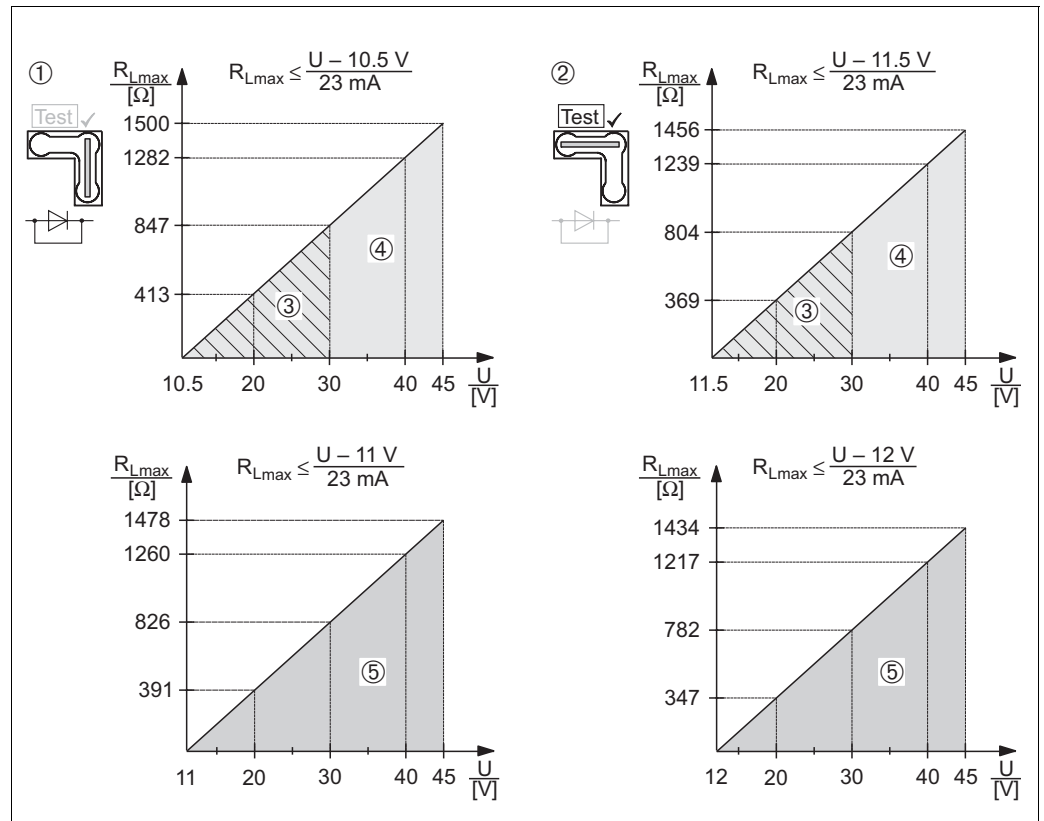 ①
R_Lmax
[Ω]
R_Lmax ≤ U – 10.5 V
23 mA
Test ✓
1500
1282
847
413
③
④
10.5 20 30 40 45 U
[V]
②
R_Lmax
[Ω]
R_Lmax ≤ U – 11.5 V
23 mA
Test ✓
1456
1239
804
369
③
④
11.5 20 30 40 45 U
[V]
R_Lmax
[Ω]
R_Lmax ≤ U – 11 V
23 mA
1478
1260
826
391
⑤
11 20 30 40 45 U
[V]
R_Lmax
[Ω]
R_Lmax ≤ U – 12 V
23 mA
1434
1217
782
347
⑤
12 20 30 40 45 U
[V]